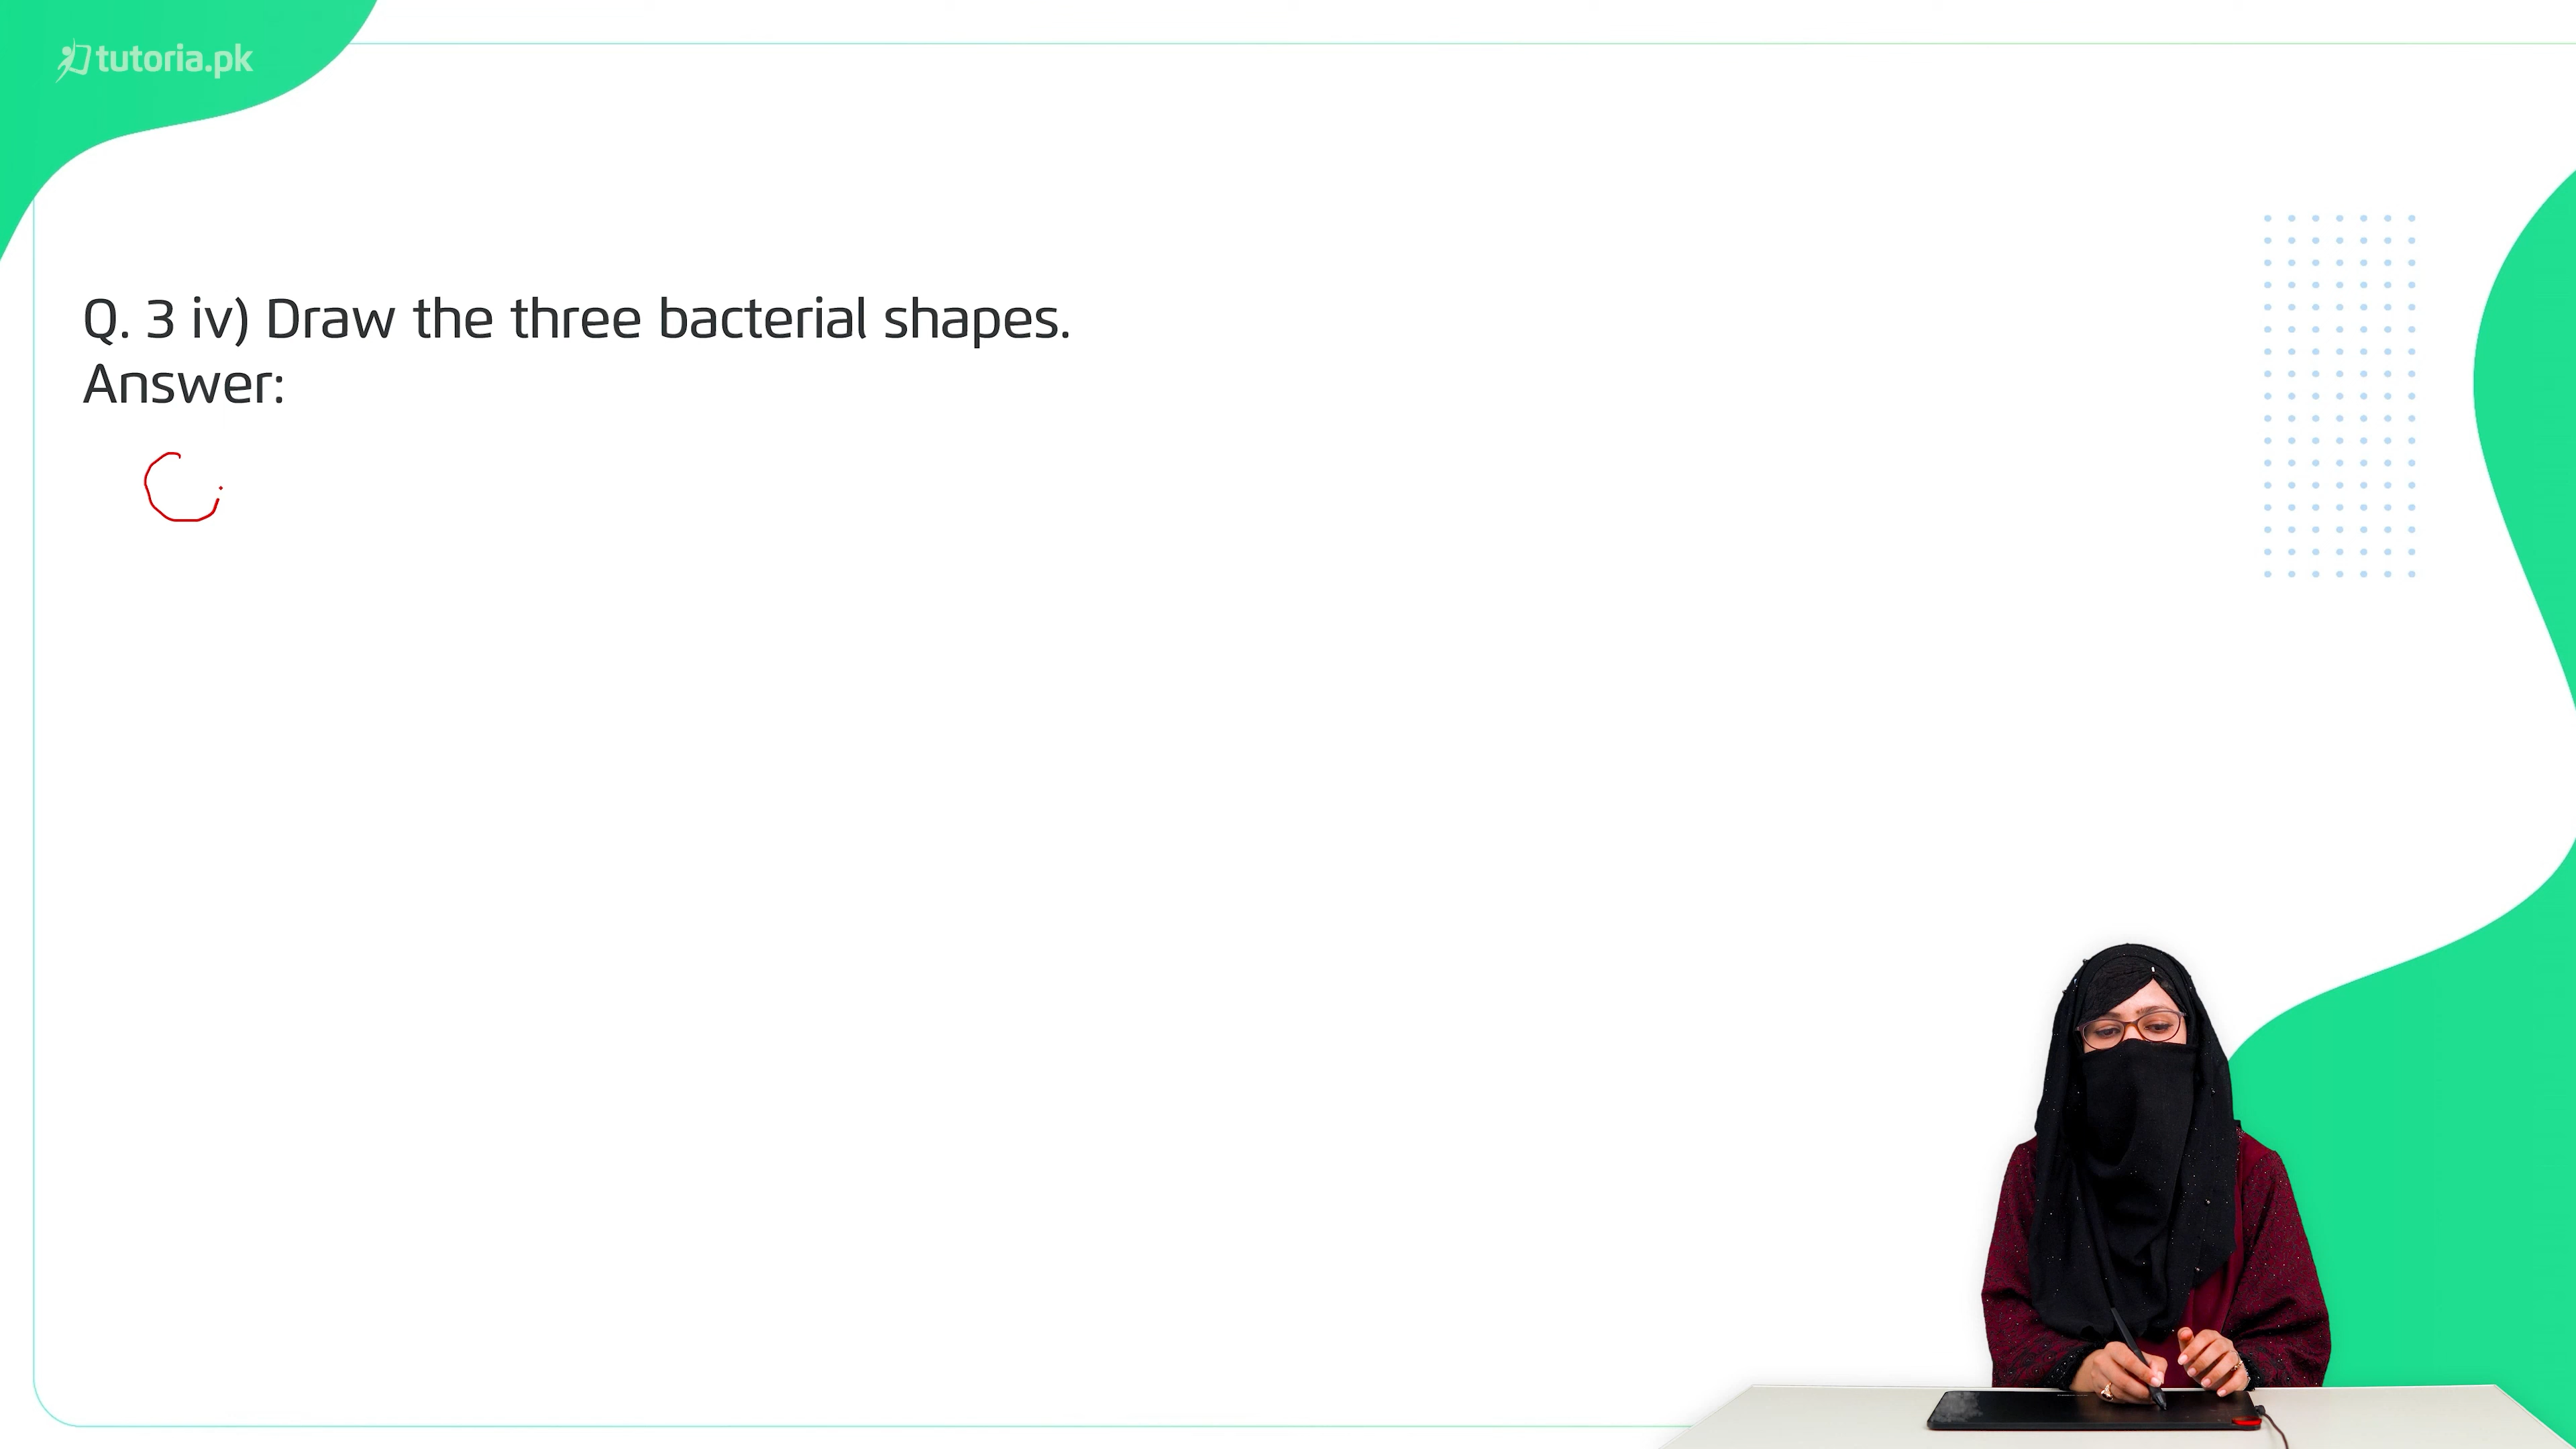 tutoria.pk
Q. 3 iv) Draw the three bacterial shapes.
Answer: